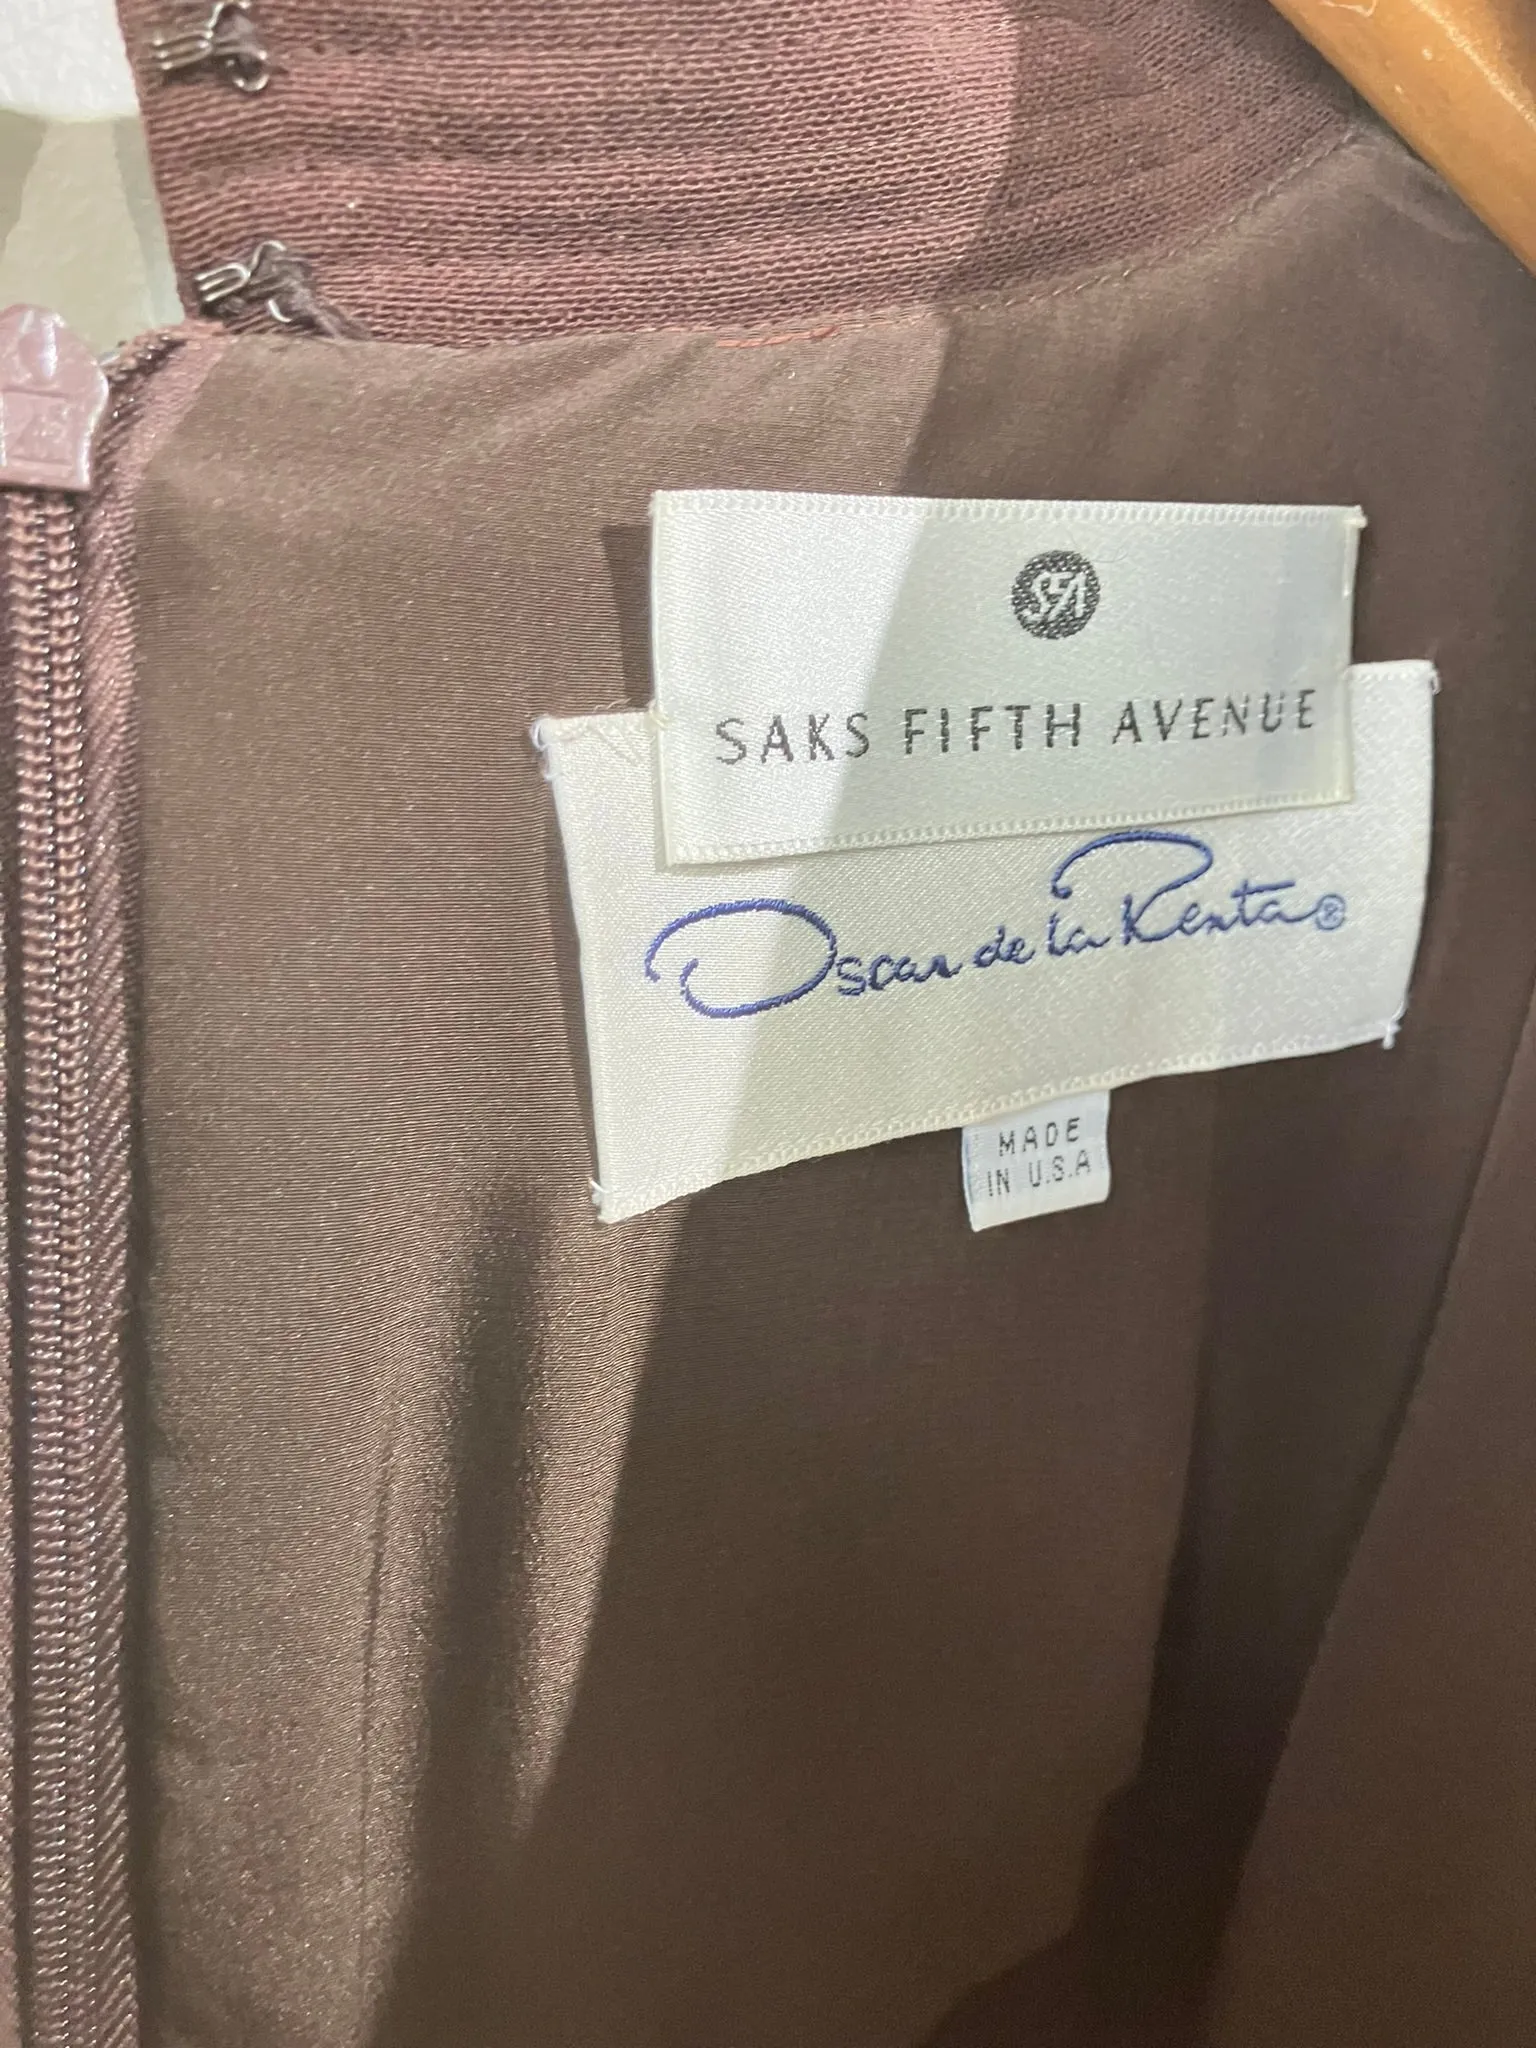 SFA
SAKS FIFTH AVENUE
Oscar de la Renta®
MADE
IN U.S.A